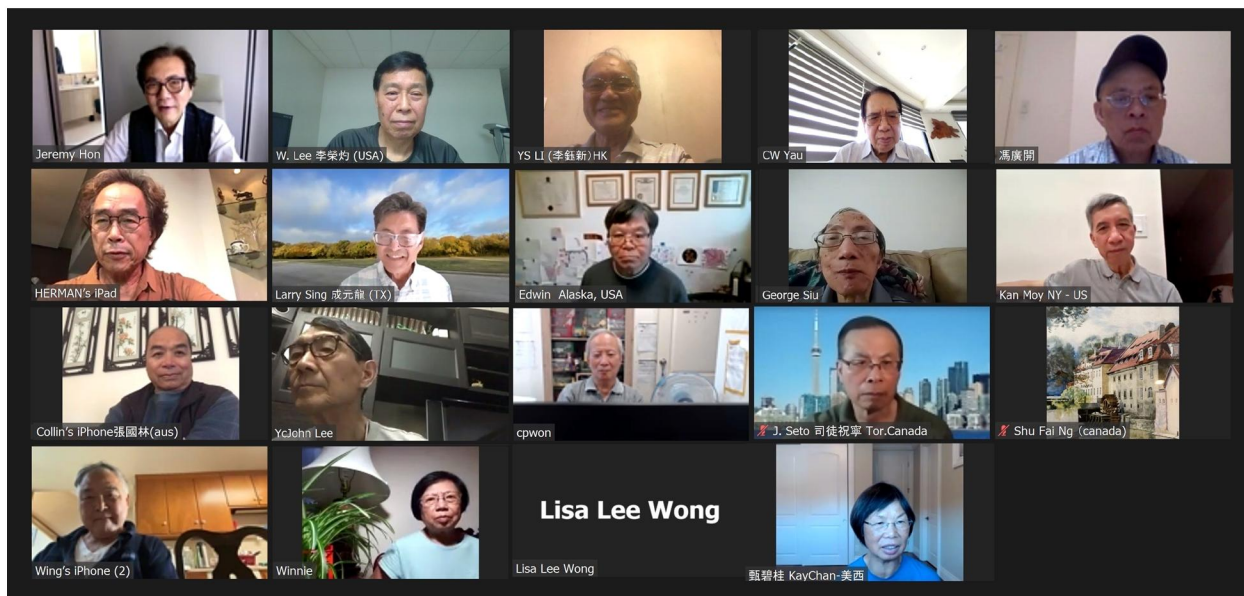 Jeremy Hon
W. Lee 李榮灼 (USA)
YS LI (李鈺新)HK
CW Yau
馮廣開
HERMAN's iPad
Larry Sing 成元龍 (TX)
Edwin Alaska, USA
George Siu
Kan Moy NY - US
Collin's iPhone張國林(aus)
YcJohn Lee
cpwon
J. Seto 司徒祝寧 Tor.Canada
Shu Fai Ng (canada)
Wing's iPhone (2)
Winnie
Lisa Lee Wong
Lisa Lee Wong
甄碧桂 KayChan-美西